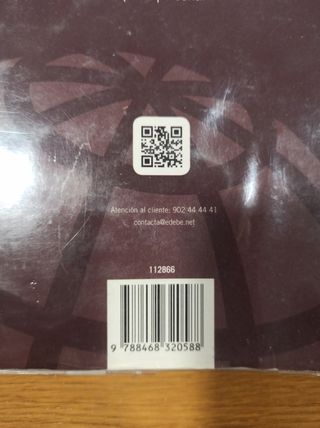 Atención al cliente: 902 44 44 41
contacta@edebe.net
112866
9 788468 320588